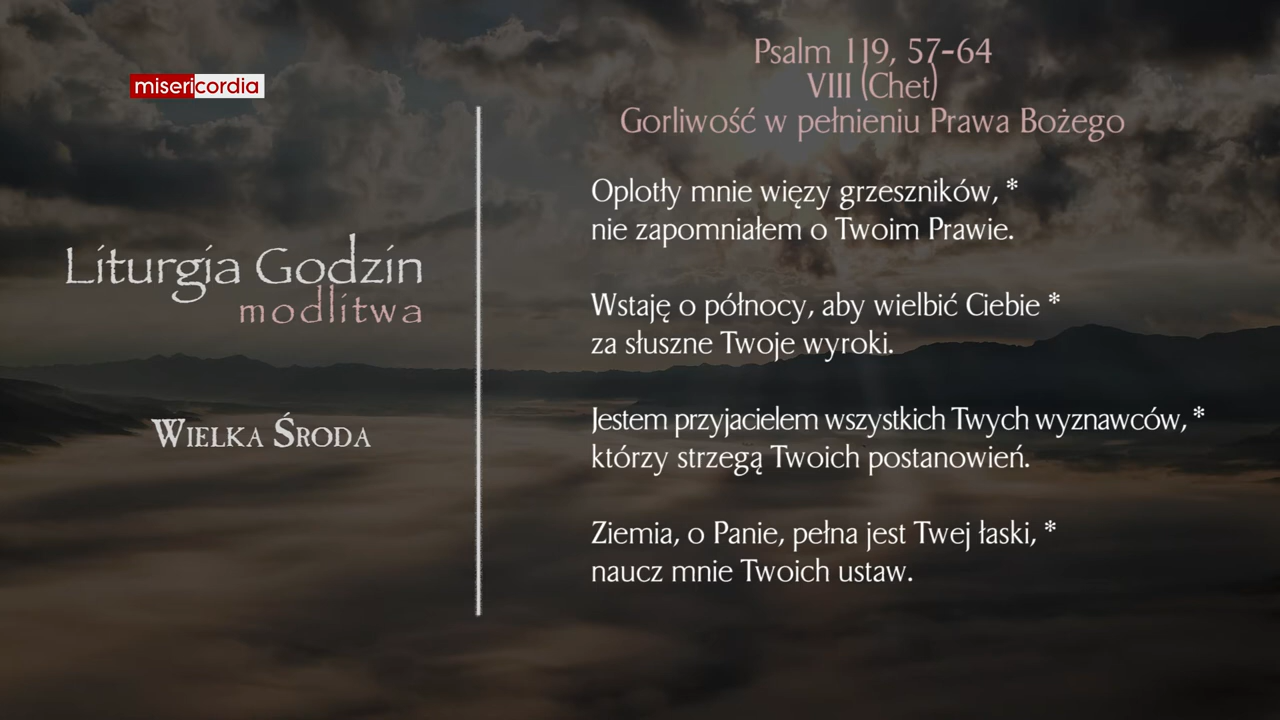 misericordia
Liturgia Godzin
modlitwa
Wielka Środa
Psalm 119, 57-64
VIII (Chet)
Gorliwość w pełnieniu Prawa Bożego
Oplotły mnie więzy grzeszników, *
nie zapomniałem o Twoim Prawie.
Wstaję o północy, aby wielbić Ciebie *
za słuszne Twoje wyroki.
Jestem przyjacielem wszystkich Twych wyznawców, *
którzy strzegą Twoich postanowień.
Ziemia, o Panie, pełna jest Twej łaski, *
naucz mnie Twoich ustaw.